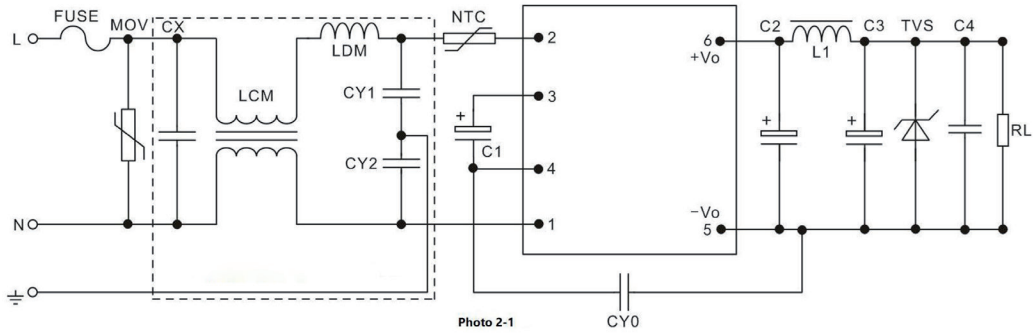 FUSE
MOV
CX
LDM
NTC
C2
C3
TVS
C4
L
2
6
+Vo
L1
CY1
3
LCM
+
C1
+
+
RL
CY2
4
N
1
−Vo
5
Photo 2-1
CY0